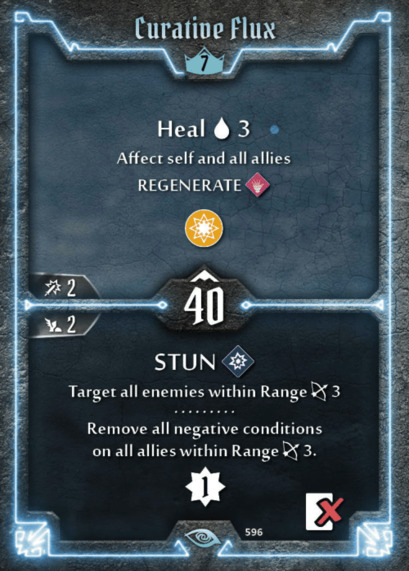 Curative Flux
7
Heal 3
Affect self and all allies
REGENERATE
2
40
2
STUN
Target all enemies within Range 3
.........
Remove all negative conditions
on all allies within Range 3.
1
596